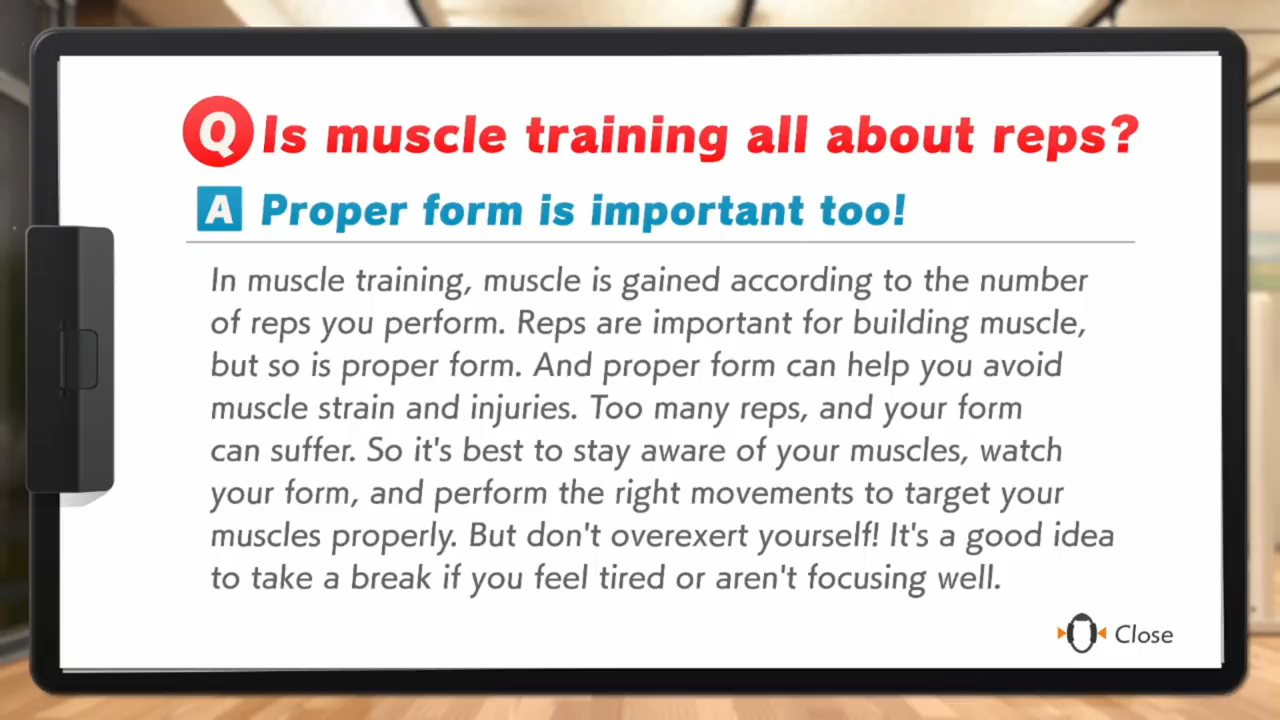 Q Is muscle training all about reps?
A Proper form is important too!
In muscle training, muscle is gained according to the number
of reps you perform. Reps are important for building muscle,
but so is proper form. And proper form can help you avoid
muscle strain and injuries. Too many reps, and your form
can suffer. So it's best to stay aware of your muscles, watch
your form, and perform the right movements to target your
muscles properly. But don't overexert yourself! It's a good idea
to take a break if you feel tired or aren't focusing well.
Close